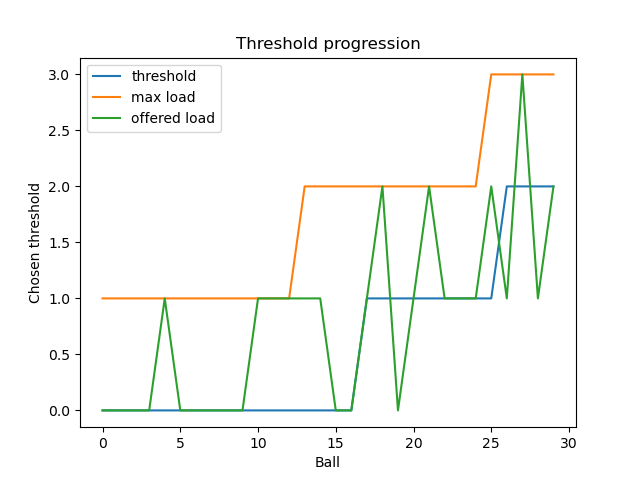 Threshold progression
threshold
max load
offered load
Chosen threshold
3.0
2.5
2.0
1.5
1.0
0.5
0.0
0 5 10 15 20 25 30
Ball